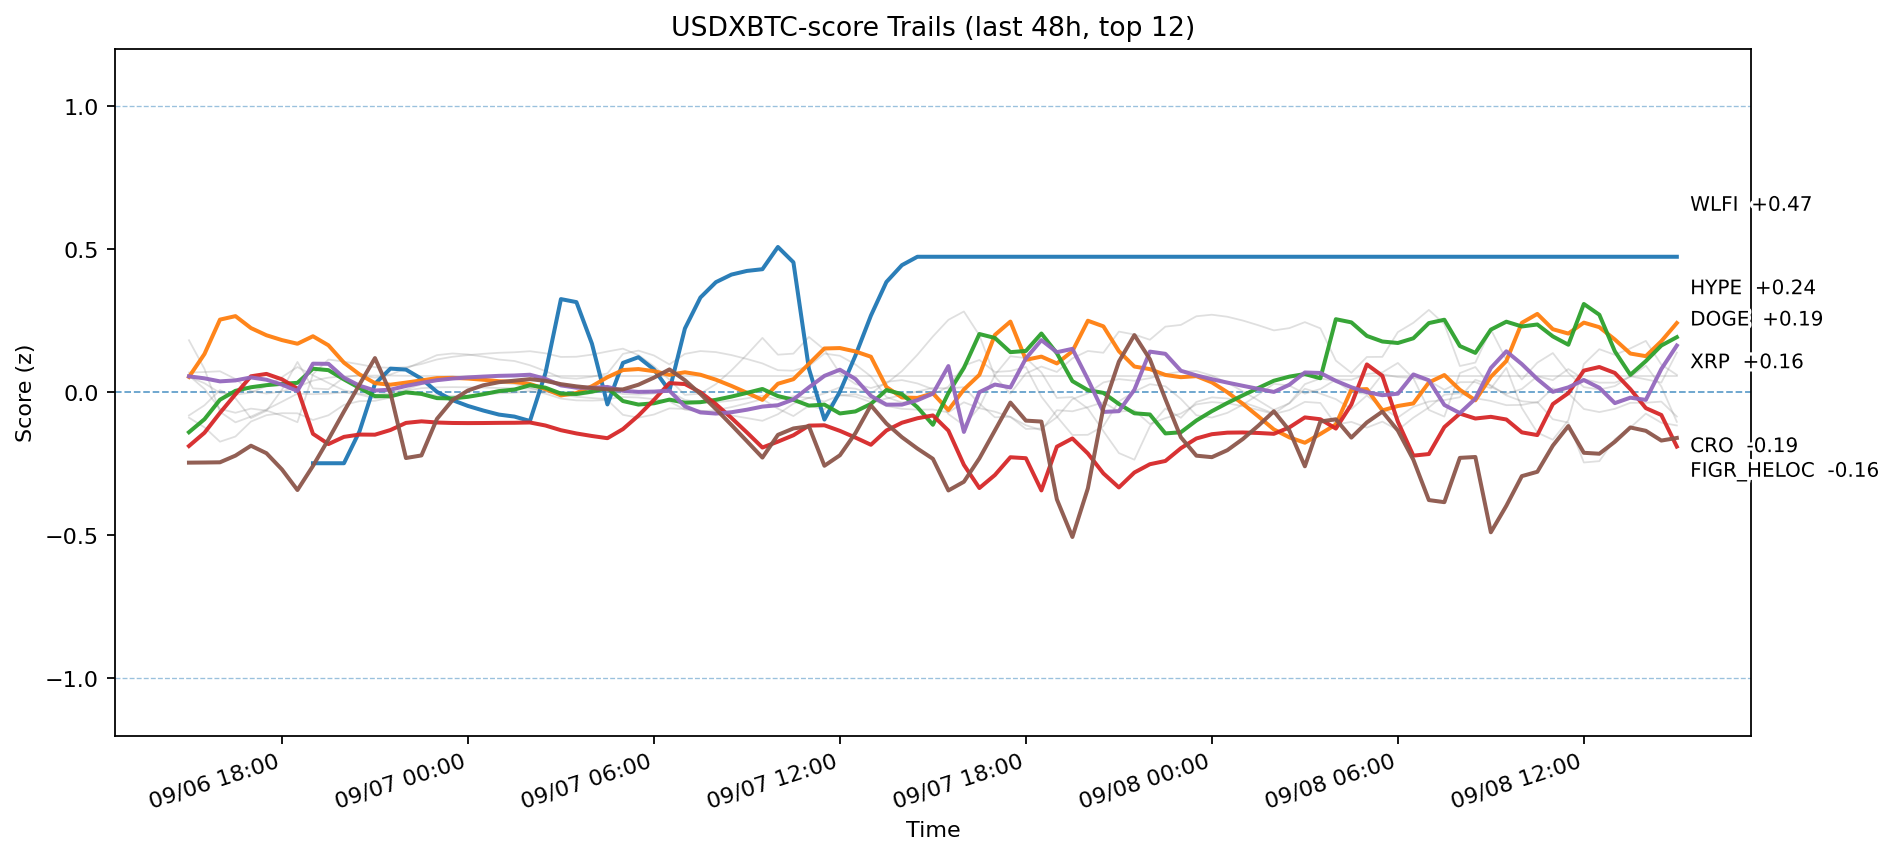 USDXBTC-score Trails (last 48h, top 12)
Score (z)
1.0
0.5
0.0
−0.5
−1.0
WLFI +0.47
HYPE +0.24
DOGE +0.19
XRP +0.16
CRO -0.19
FIGR_HELOC -0.16
09/06 18:00
09/07 00:00
09/07 06:00
09/07 12:00
09/07 18:00
09/08 00:00
09/08 06:00
09/08 12:00
Time